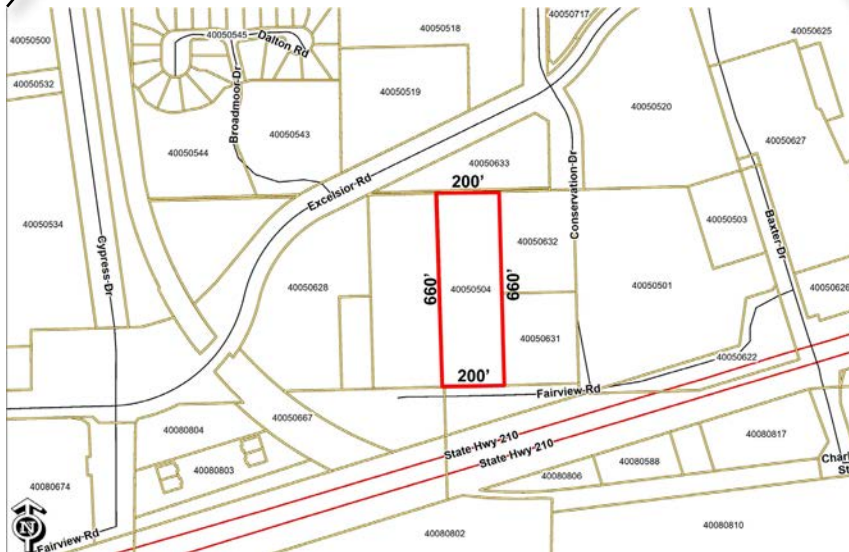 40050518
40050717
40050625
40050500
40050545
Dalton Rd
40050532
40050519
Broadmoor Dr
40050520
40050543
40050627
40050544
40050633
200'
Excelsior Rd
Conservation Dr
40050534
40050503
Baxter Dr
40050632
Cypress Dr
660'
40050504
660'
40050628
40050501
40050626
40050631
40050622
200'
Fairview Rd
40050667
40080804
State Hwy 210
State Hwy 210
40080817
40080803
40080588
40080806
Charl
St
40080674
N
Fairview Rd
40080802
40080810